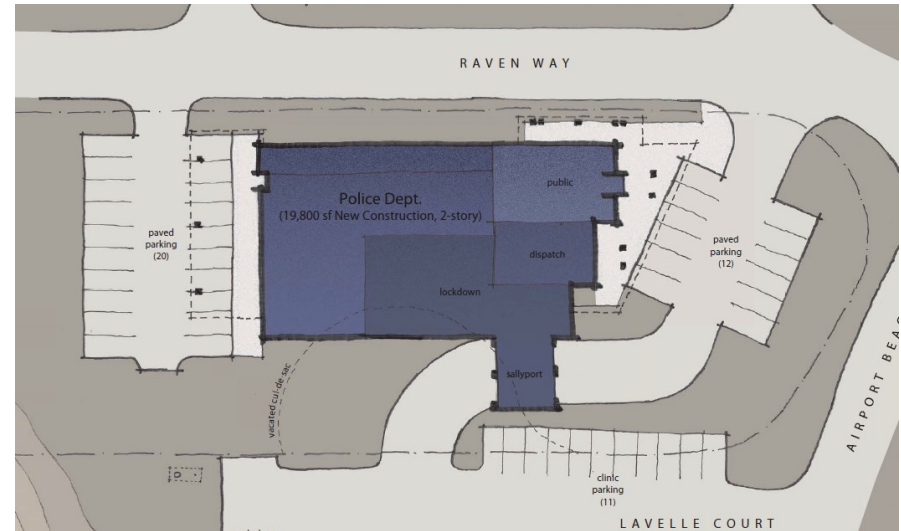 RAVEN WAY
Police Dept.
(19,800 sf New Construction, 2-story)
public
paved
parking
(20)
paved
parking
(12)
dispatch
lockdown
sallyport
vacated cul-de-sac
AIRPORT BEAC
clinic
parking
(11)
LAVELLE COURT